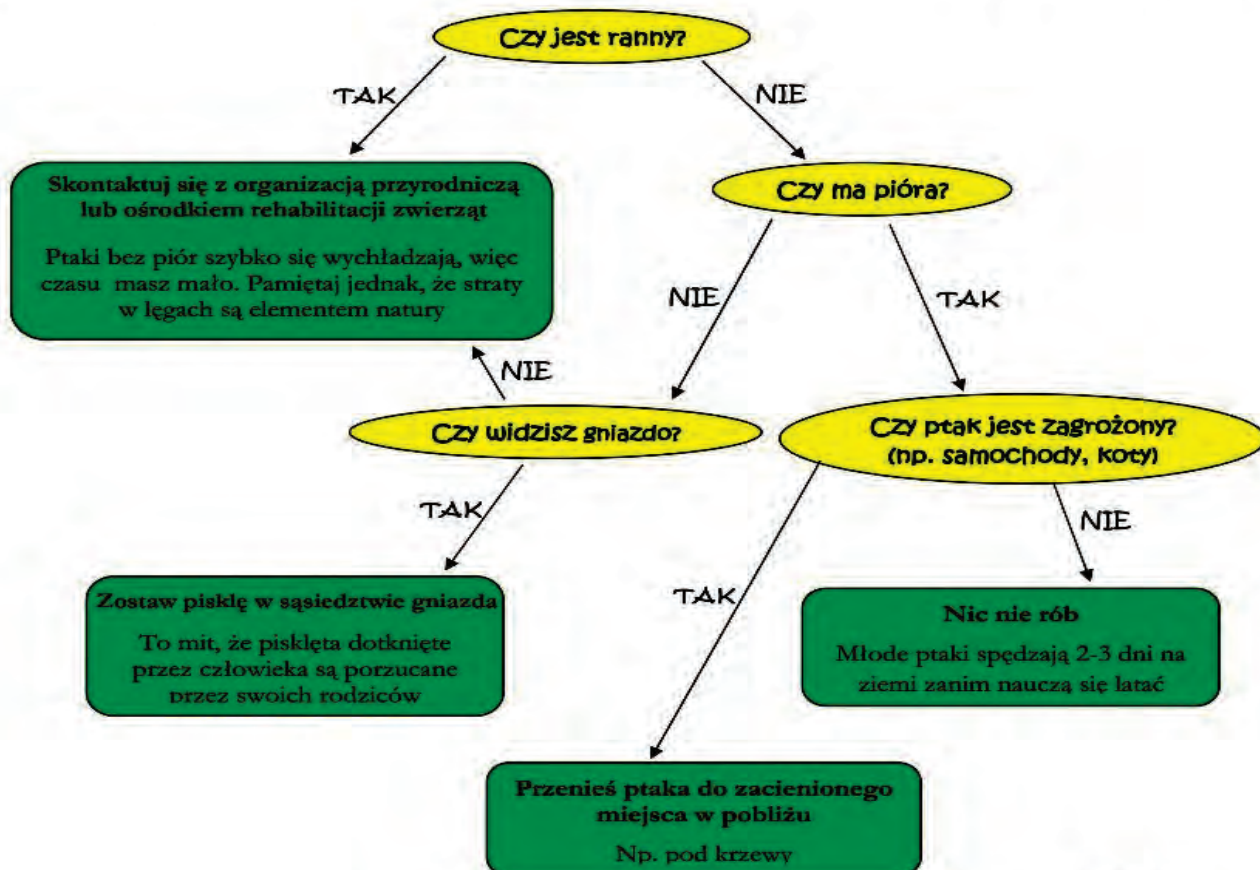 Czy jest ranny?
TAK
NIE
Skontaktuj się z organizacją przyrodniczą
lub ośrodkiem rehabilitacji zwierząt
Ptaki bez piór szybko się wychładzają, więc
czasu masz mało. Pamiętaj jednak, że straty
w lęgach są elementem natury
Czy ma pióra?
NIE
TAK
NIE
Czy widzisz gniazdo?
Czy ptak jest zagrożony?
(np. samochody, koty)
TAK
NIE
TAK
Zostaw pisklę w sąsiedztwie gniazda
To mit, że pisklęta dotknięte
przez człowieka są porzucane
przez swoich rodziców
Nic nie rób
Młode ptaki spędzają 2-3 dni na
ziemi zanim nauczą się latać
Przenieś ptaka do zacienionego
miejsca w pobliżu
Np. pod krzewy